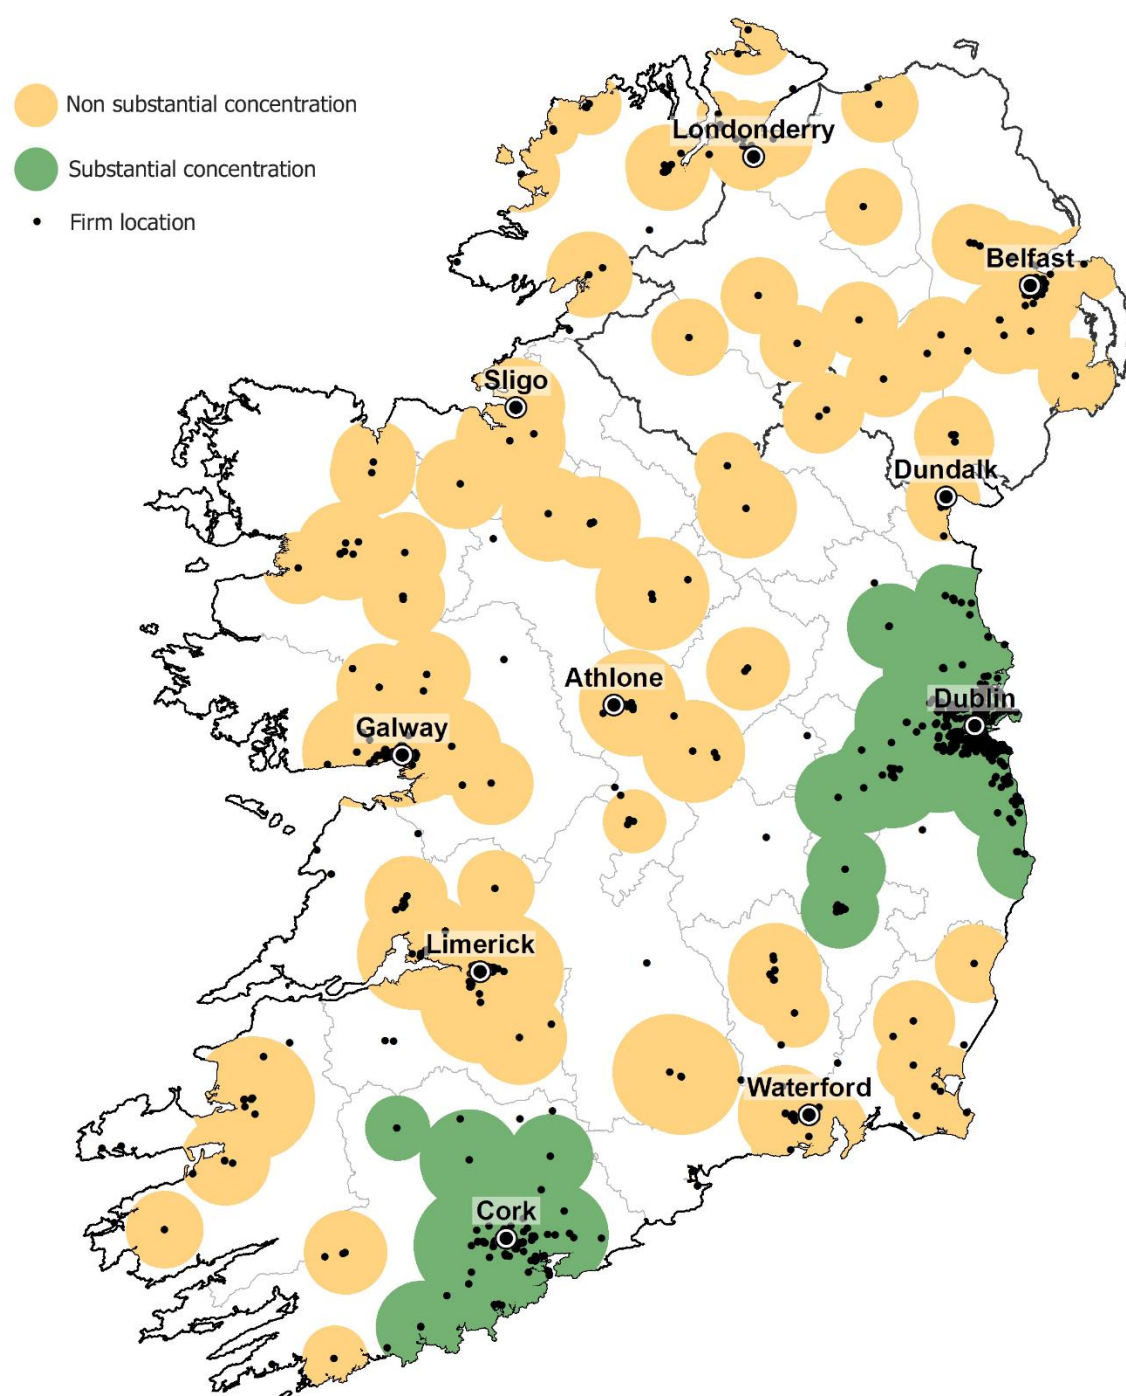 Non substantial concentration
Substantial concentration
Firm location
Londonderry
Belfast
Sligo
Dundalk
Athlone
Dublin
Galway
Limerick
Waterford
Cork